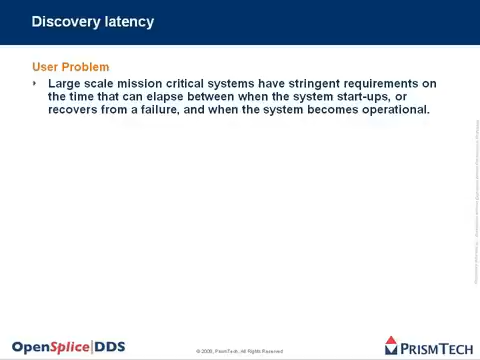 Discovery latency
User Problem
Large scale mission critical systems have stringent requirements on
the time that can elapse between when the system start-ups, or
recovers from a failure, and when the system becomes operational.
OpenSplice|DDS
© 2009, PrismTech, All Rights Reserved
PRISMTECH